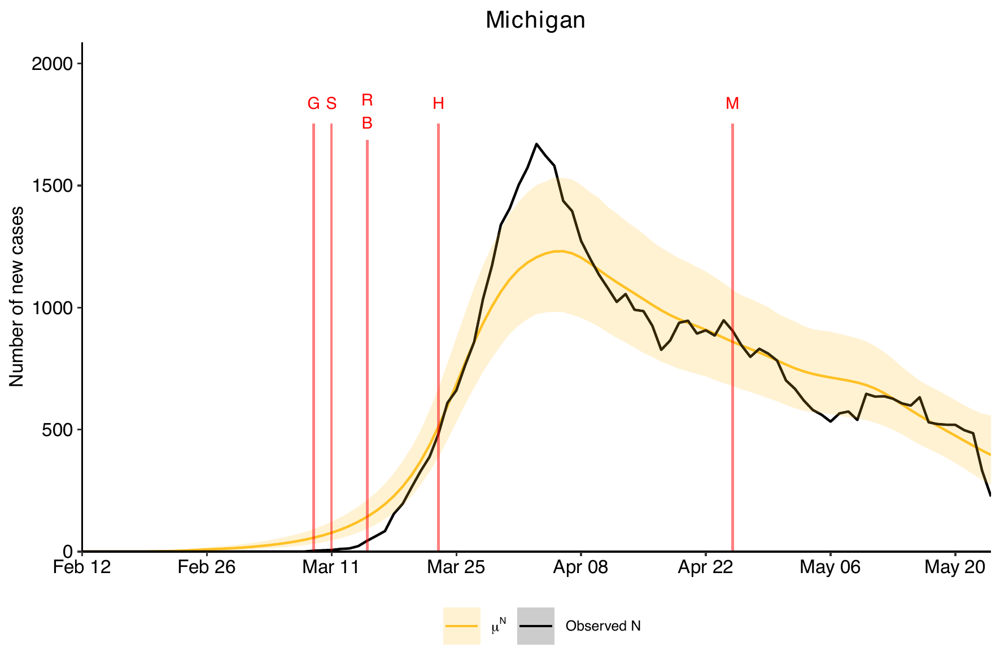 Michigan
Number of new cases
2000
1500
1000
500
0
G S R H M
B
Feb 12 Feb 26 Mar 11 Mar 25 Apr 08 Apr 22 May 06 May 20
μᴺ Observed N